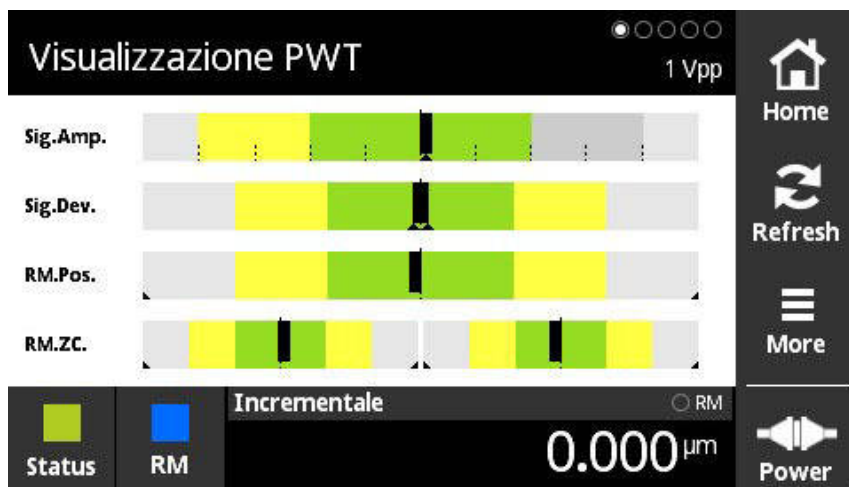 Visualizzazione PWT
1 Vpp
Home
Sig.Amp.
Sig.Dev.
Refresh
RM.Pos.
RM.ZC.
More
Incrementale
RM
0.000 µm
Status
RM
Power